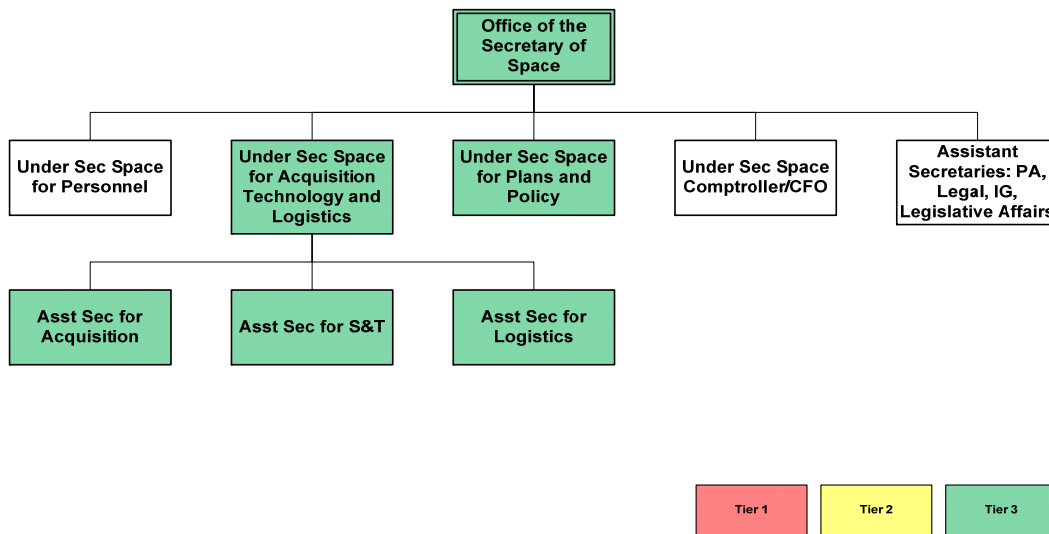 Office of the
Secretary of
Space
Under Sec Space
for Personnel
Under Sec Space
for Acquisition
Technology and
Logistics
Under Sec Space
for Plans and
Policy
Under Sec Space
Comptroller/CFO
Assistant
Secretaries: PA,
Legal, IG,
Legislative Affairs
Asst Sec for
Acquisition
Asst Sec for S&T
Asst Sec for
Logistics
Tier 1
Tier 2
Tier 3